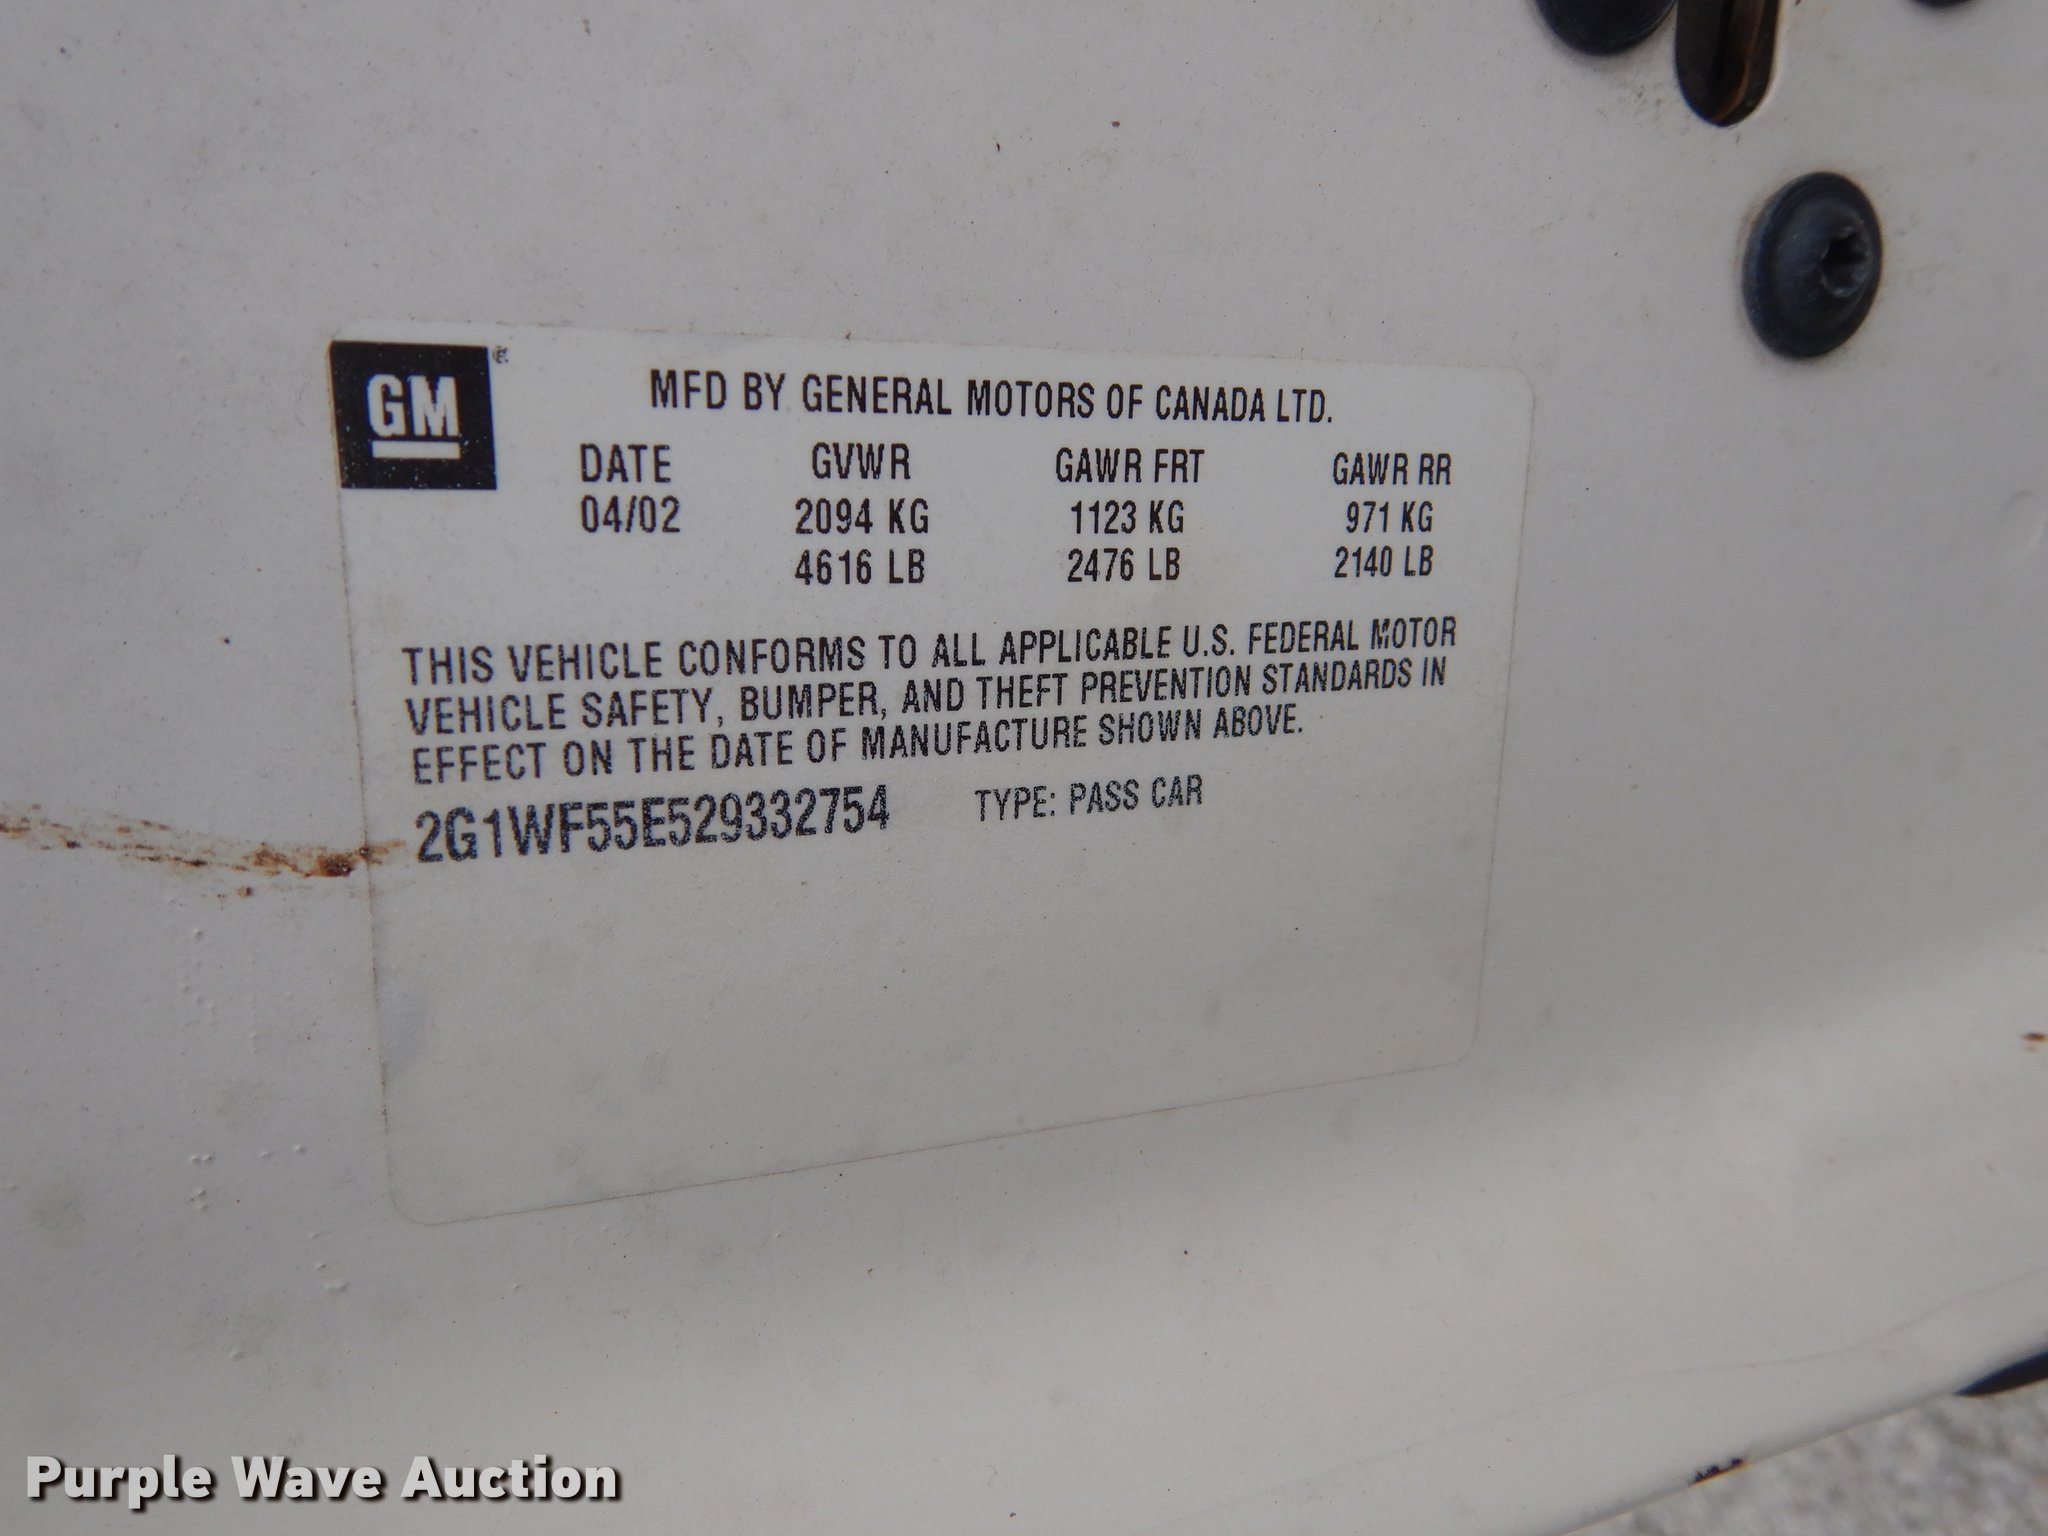 GM
MFD BY GENERAL MOTORS OF CANADA LTD.
DATE GVWR GAWR FRT GAWR RR
04/02 2094 KG 1123 KG 971 KG
4616 LB 2476 LB 2140 LB
THIS VEHICLE CONFORMS TO ALL APPLICABLE U.S. FEDERAL MOTOR
VEHICLE SAFETY, BUMPER, AND THEFT PREVENTION STANDARDS IN
EFFECT ON THE DATE OF MANUFACTURE SHOWN ABOVE.
2G1WF55E529332754 TYPE: PASS CAR
Purple Wave Auction